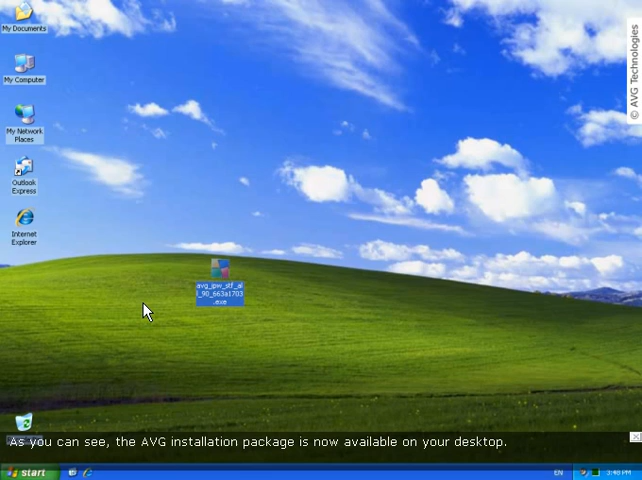 My Documents
My Computer
My Network
Places
Outlook
Express
Internet
Explorer
avg_ipw_stf_al
l_90_663a1703
.exe
© AVG Technologies
As you can see, the AVG installation package is now available on your desktop.
start
EN
3:40 PM